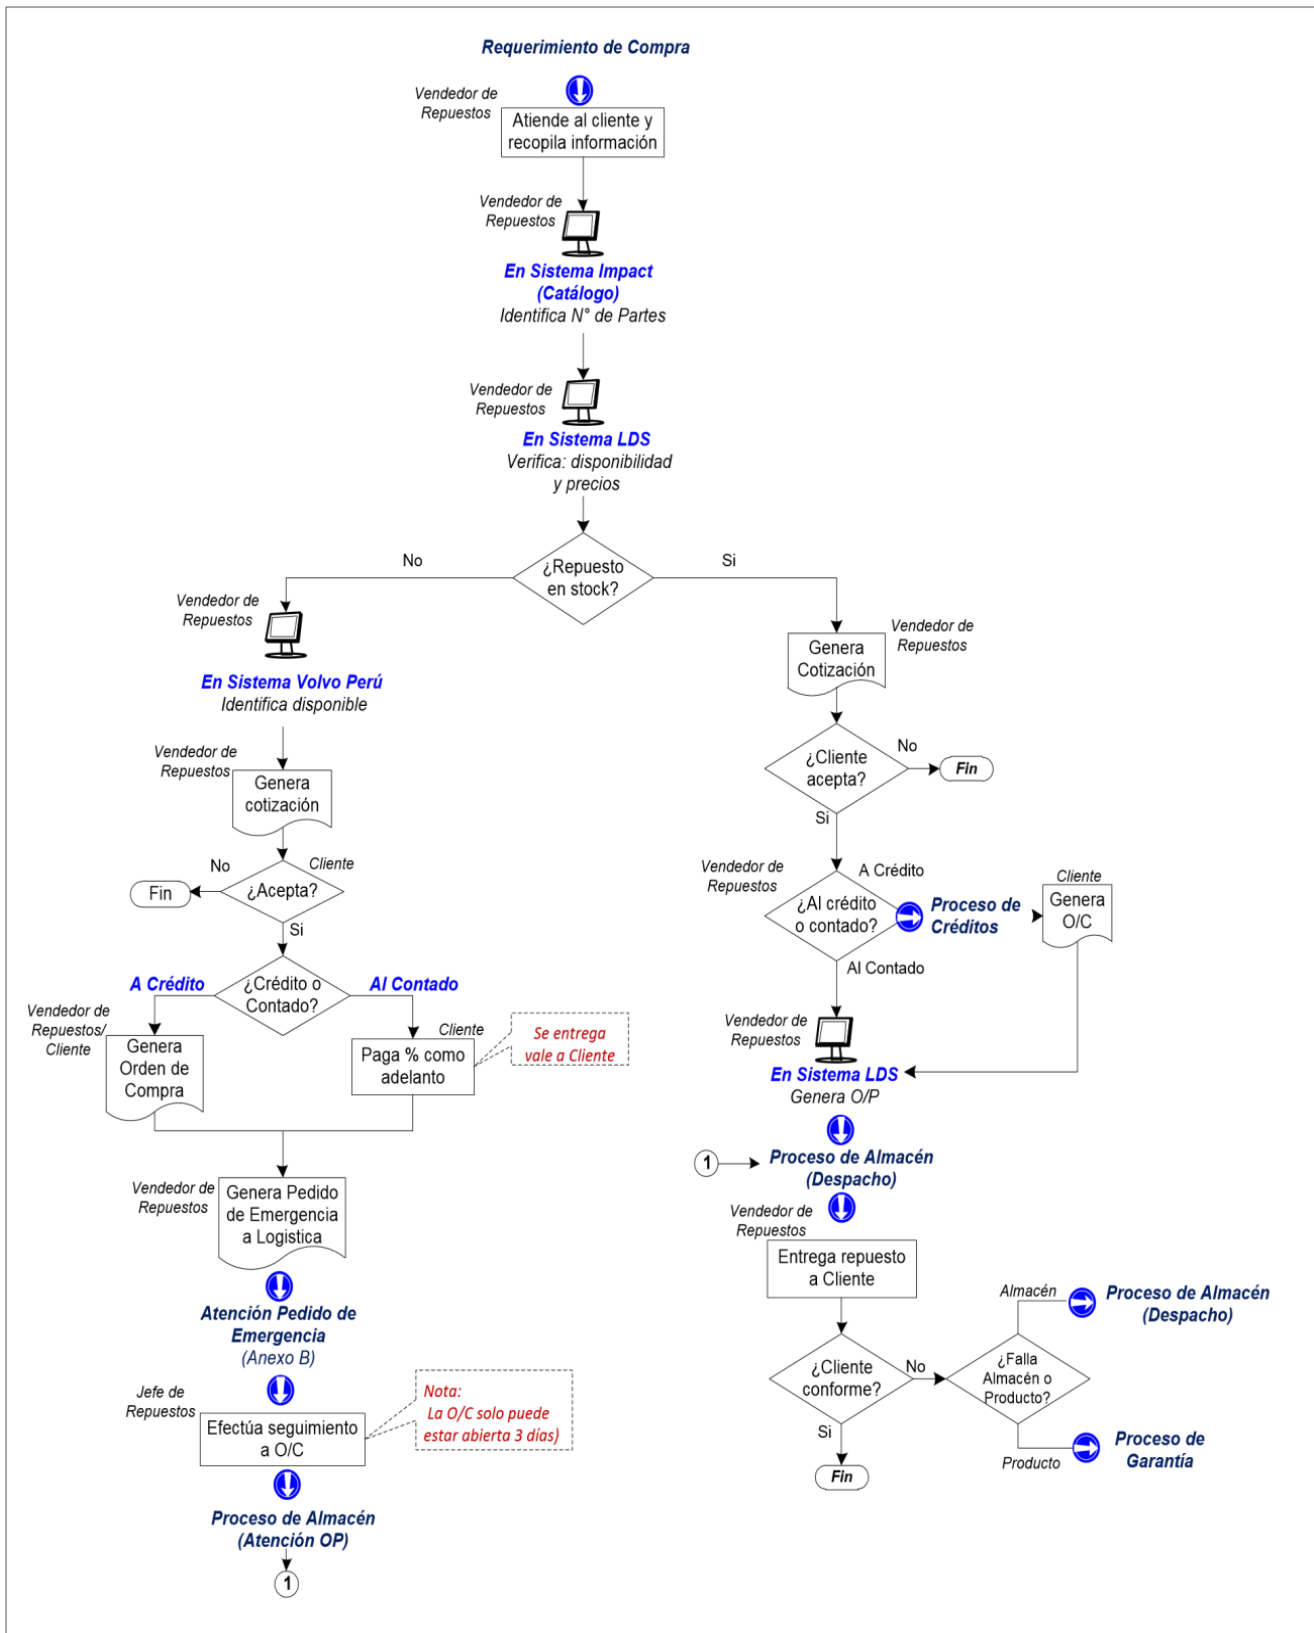 Requerimiento de Compra
Vendedor de
Repuestos
Atiende al cliente y
recopila información
Vendedor de
Repuestos
En Sistema Impact
(Catálogo)
Identifica N° de Partes
Vendedor de
Repuestos
En Sistema LDS
Verifica: disponibilidad
y precios
¿Repuesto
en stock?
No
Si
Vendedor de
Repuestos
En Sistema Volvo Perú
Identifica disponible
Vendedor de
Repuestos
Genera
cotización
Cliente
¿Acepta?
No
Fin
Si
¿Crédito o
Contado?
A Crédito
Al Contado
Vendedor de
Repuestos/
Cliente
Genera
Orden de
Compra
Cliente
Paga % como
adelanto
Se entrega
vale a Cliente
Vendedor de
Repuestos
Genera Pedido
de Emergencia
a Logistica
Atención Pedido de
Emergencia
(Anexo B)
Jefe de
Repuestos
Efectúa seguimiento
a O/C
Nota:
La O/C solo puede
estar abierta 3 días)
Proceso de Almacén
(Atención OP)
1
Vendedor de
Repuestos
Genera
Cotización
¿Cliente
acepta?
No
Fin
Si
Vendedor de
Repuestos
A Crédito
¿Al crédito
o contado?
Proceso de
Créditos
Cliente
Genera
O/C
Al Contado
Vendedor de
Repuestos
En Sistema LDS
Genera O/P
1
Proceso de Almacén
(Despacho)
Vendedor de
Repuestos
Entrega repuesto
a Cliente
¿Cliente
conforme?
No
Si
Fin
¿Falla
Almacén o
Producto?
Almacén
Proceso de Almacén
(Despacho)
Producto
Proceso de
Garantía